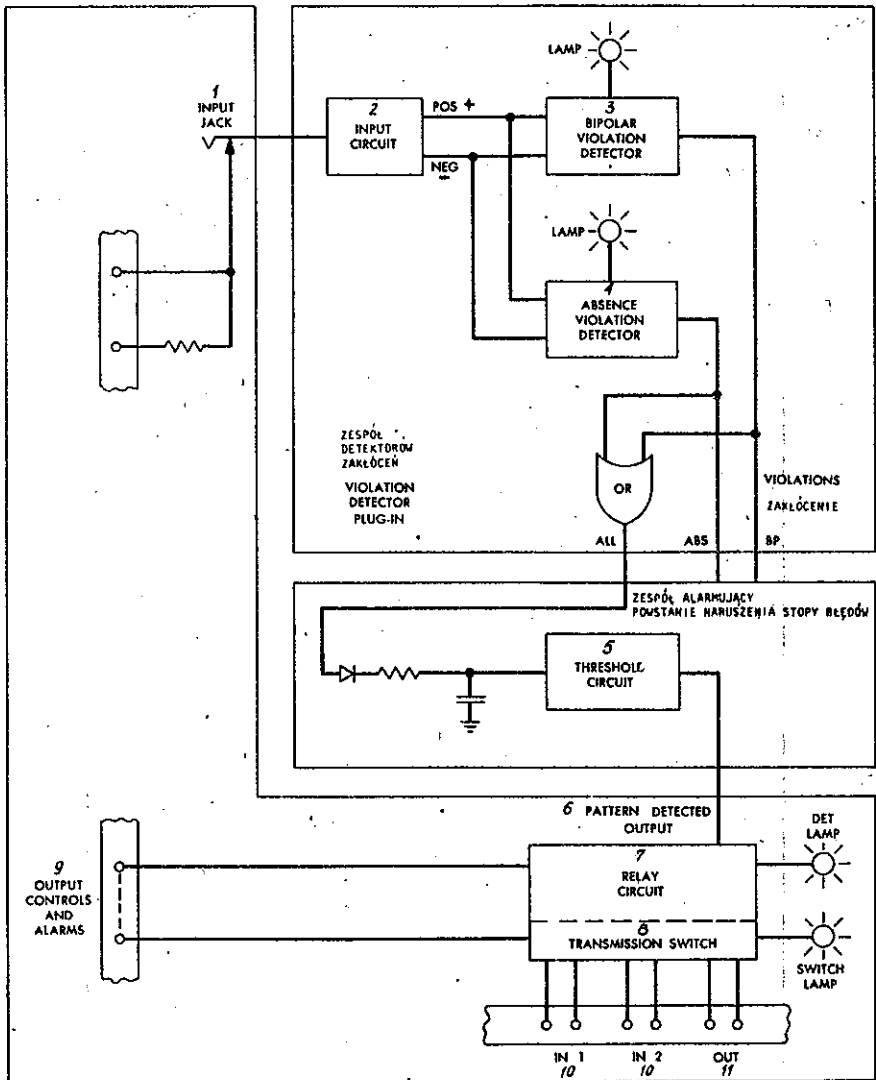 LAMP
1
INPUT
JACK
2
INPUT
CIRCUIT
POS +
NEG
-
3
BIPOLAR
VIOLATION
DETECTOR
LAMP
4
ABSENCE
VIOLATION
DETECTOR
ZESPÓŁ
DETEKTORÓW
ZAKŁÓCEŃ
VIOLATION
DETECTOR
PLUG-IN
OR
VIOLATIONS
ZAKŁÓCENIE
ALL
ABS
BP
ZESPÓŁ ALARMUJĄCY
POWSTANIE NARUSZENIA STOPY BŁĘDÓW
5
THRESHOLD
CIRCUIT
6 PATTERN DETECTED
OUTPUT
DET
LAMP
7
RELAY
CIRCUIT
8
TRANSMISSION SWITCH
9
OUTPUT
CONTROLS
AND
ALARMS
SWITCH
LAMP
IN 1
10
IN 2
10
OUT
11